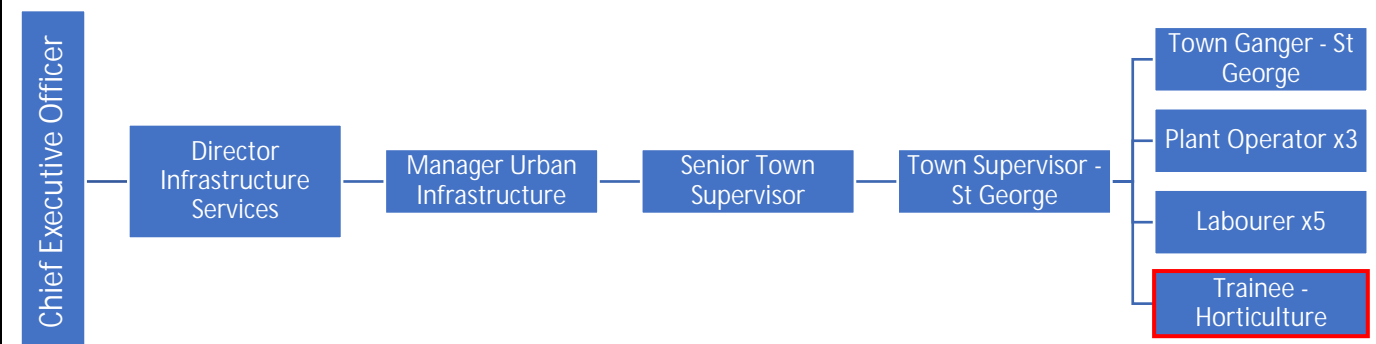 Chief Executive Officer
Director
Infrastructure
Services
Manager Urban
Infrastructure
Senior Town
Supervisor
Town Supervisor -
St George
Town Ganger - St
George
Plant Operator x3
Labourer x5
Trainee -
Horticulture